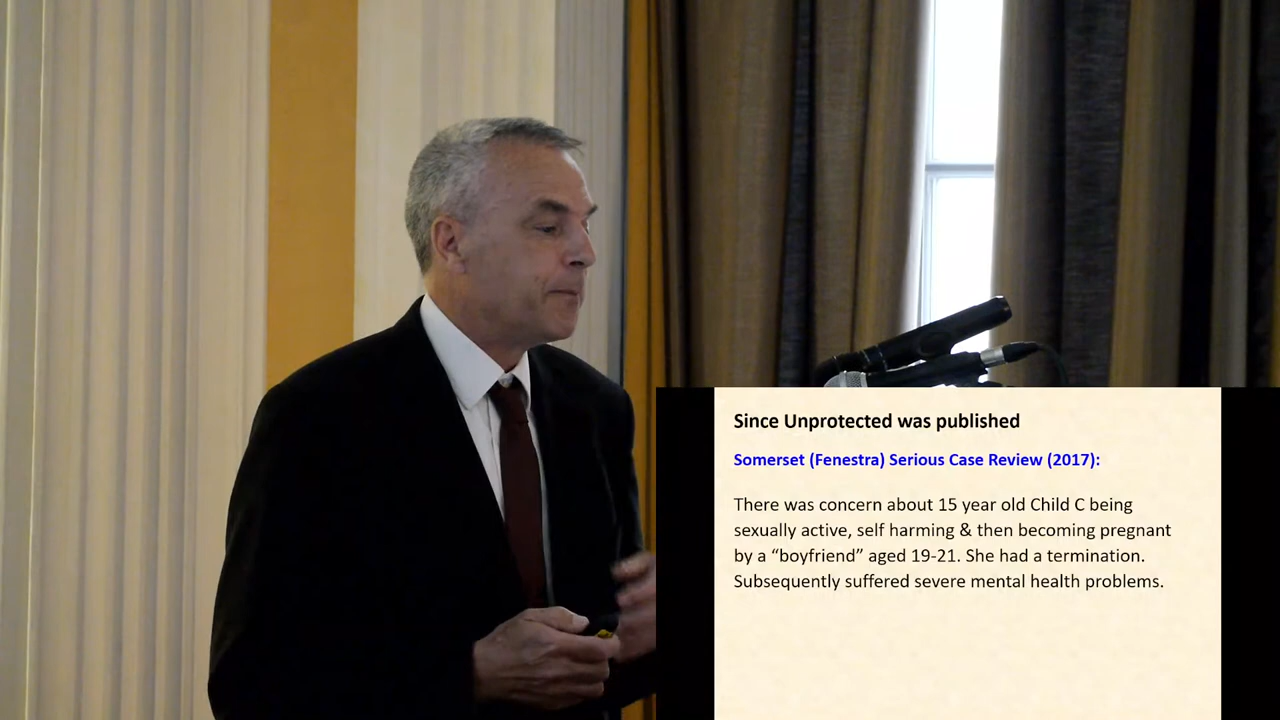 Since Unprotected was published
Somerset (Fenestra) Serious Case Review (2017):
There was concern about 15 year old Child C being
sexually active, self harming & then becoming pregnant
by a “boyfriend” aged 19-21. She had a termination.
Subsequently suffered severe mental health problems.